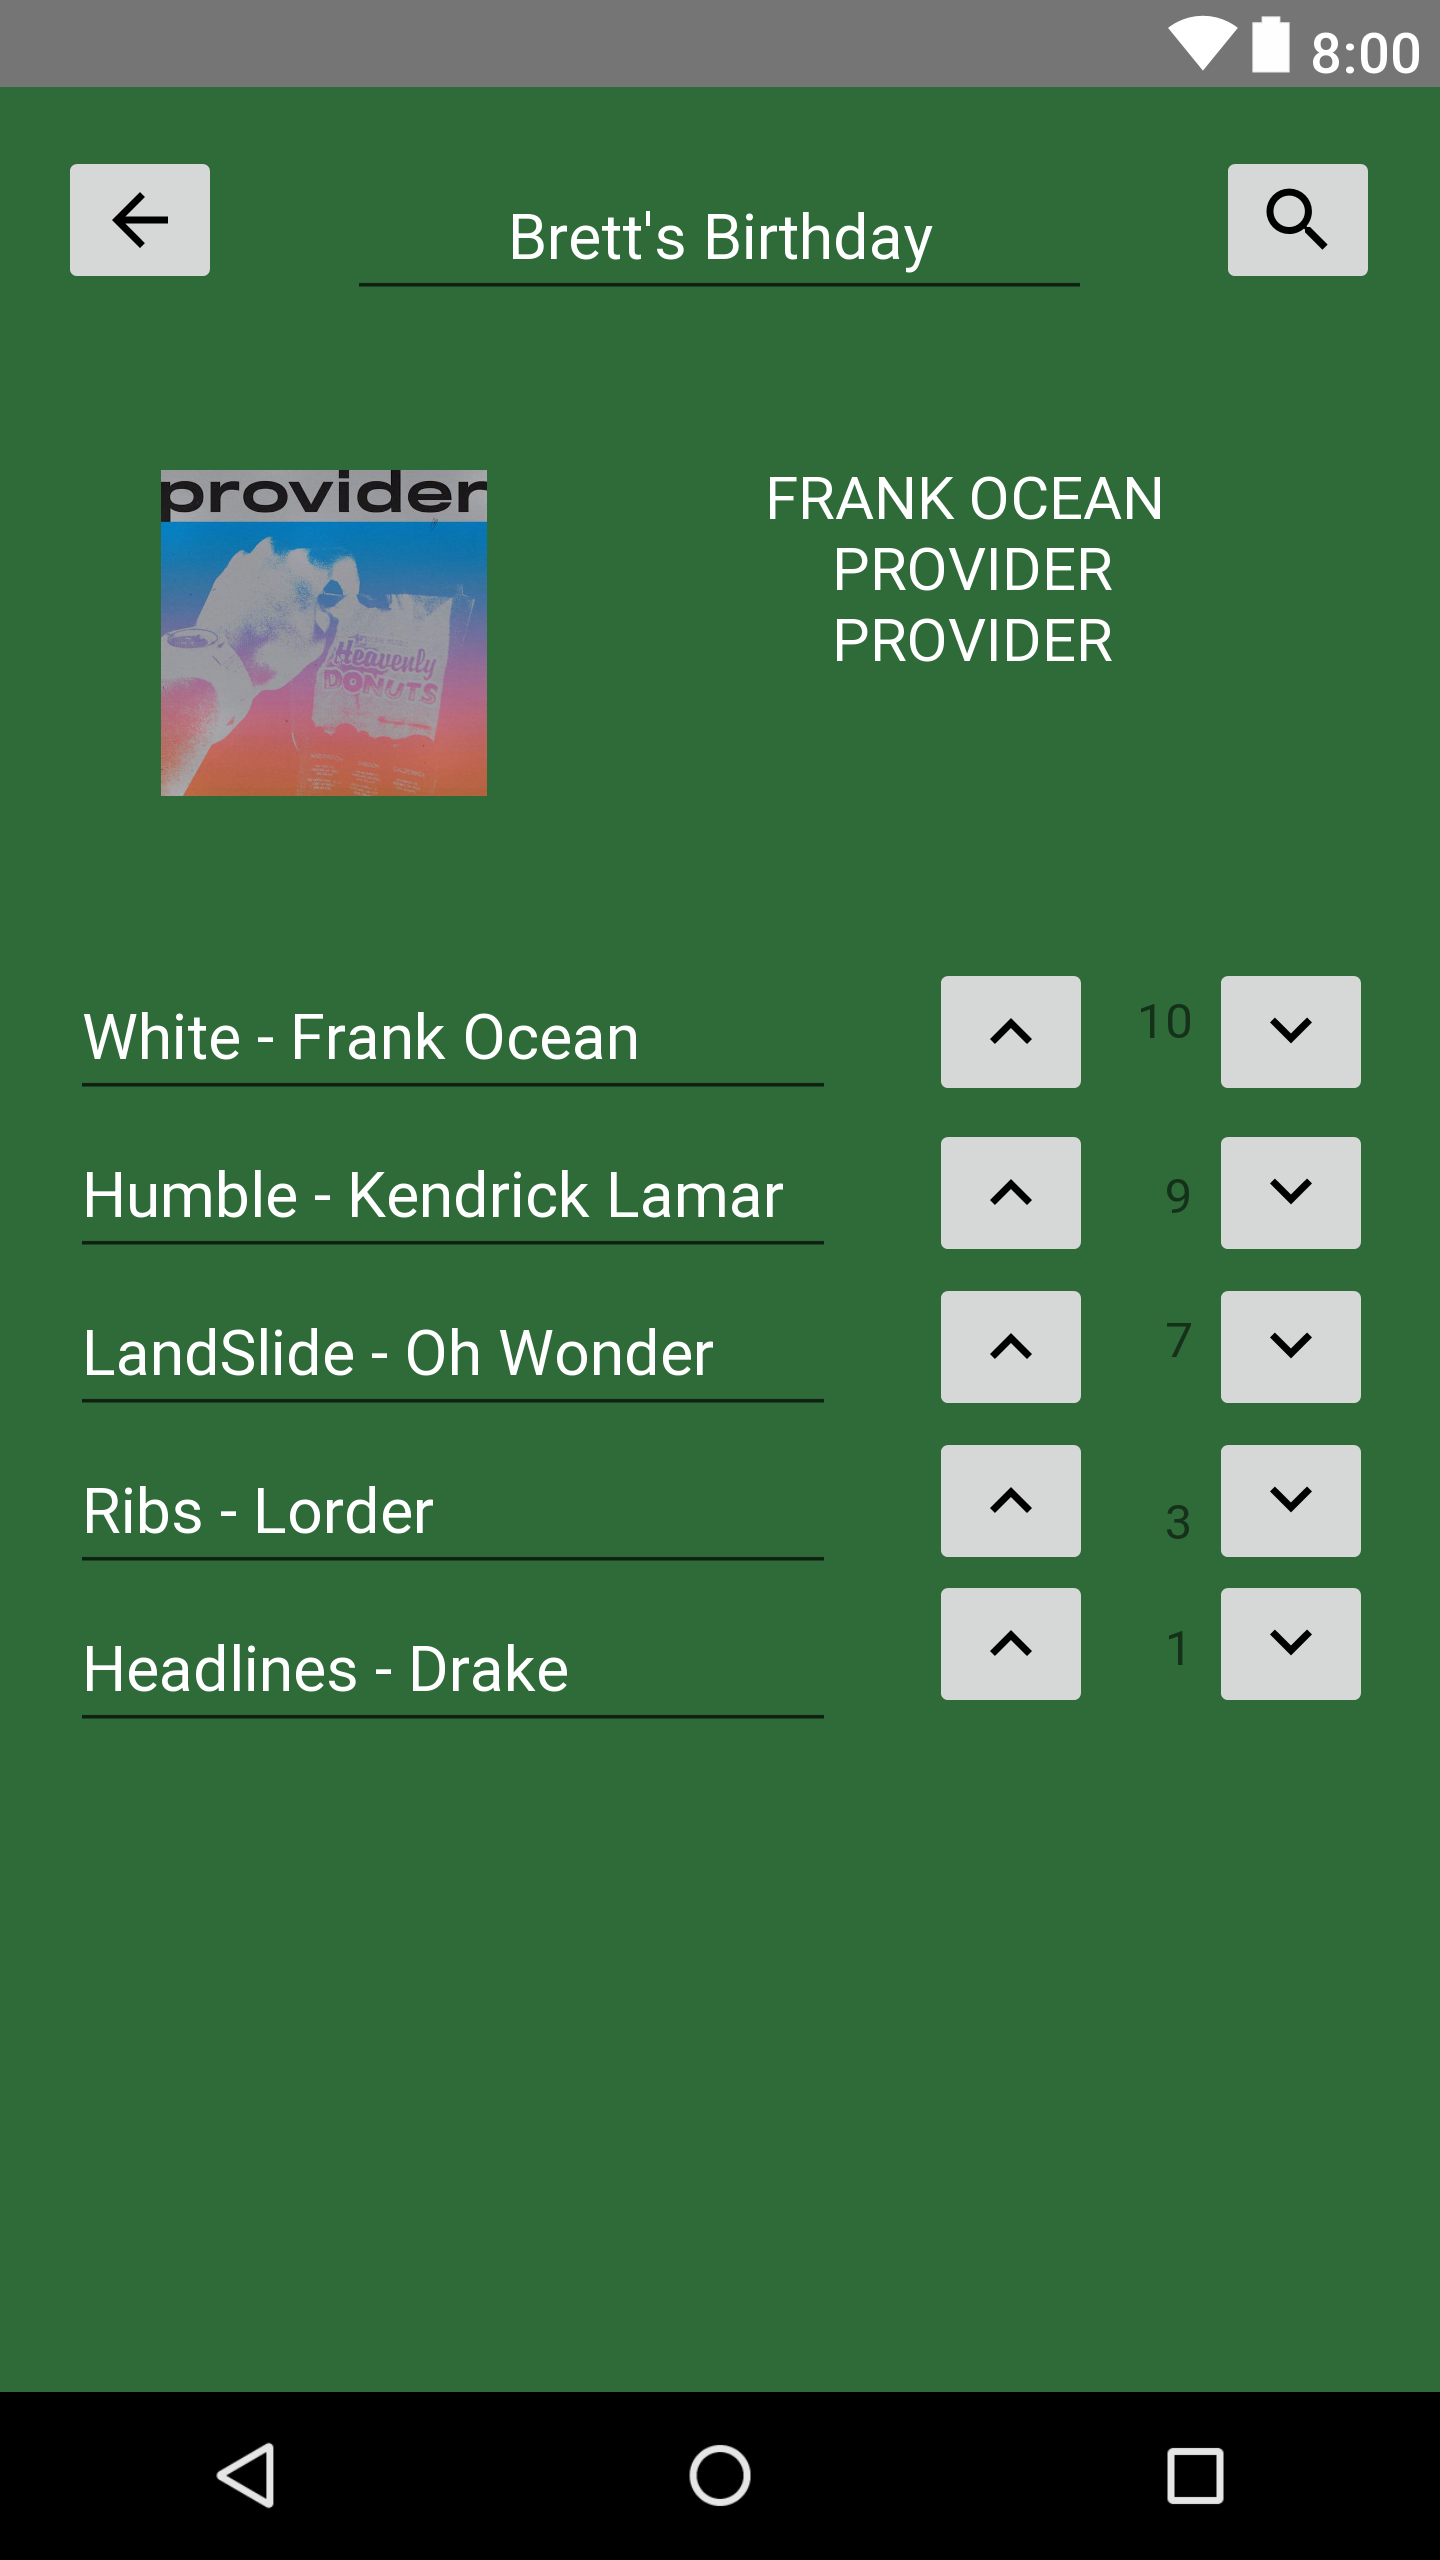 8:00
Brett's Birthday
provider
Heavenly
DONUTS
FRANK OCEAN
PROVIDER
PROVIDER
White - Frank Ocean
10
Humble - Kendrick Lamar
9
LandSlide - Oh Wonder
7
Ribs - Lorder
3
Headlines - Drake
1